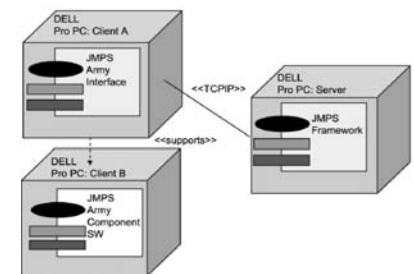 DELL
Pro PC: Client A
JMPS
Army
Interface
<<TCPIP>>
DELL
Pro PC: Server
JMPS
Framework
<<supports>>
DELL
Pro PC: Client B
JMPS
Army
Component
SW